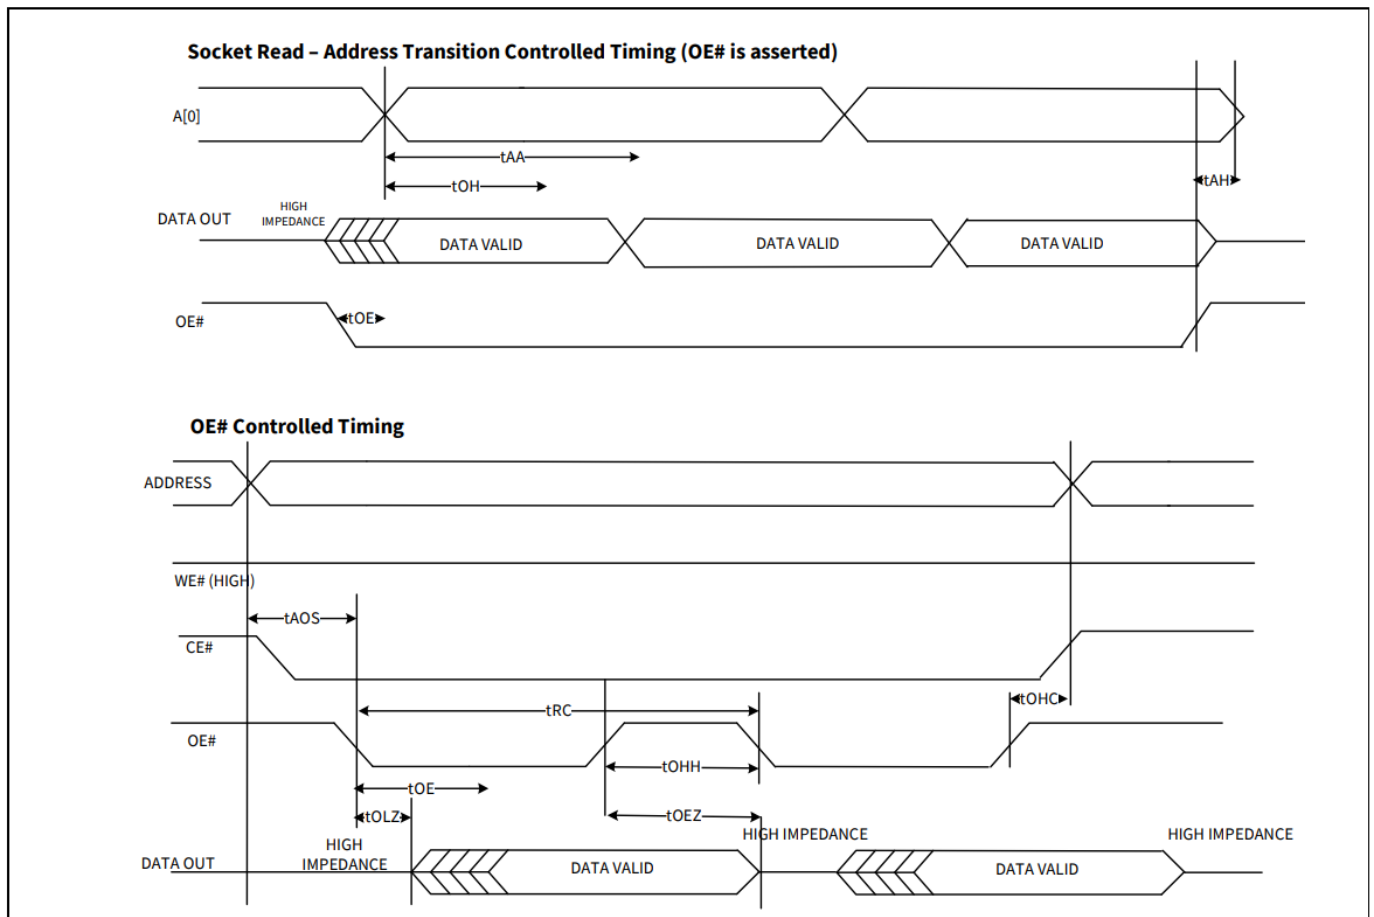 Socket Read – Address Transition Controlled Timing (OE# is asserted)
A[0]
tAA
tAH
tOH
HIGH
IMPEDANCE
DATA OUT
DATA VALID
DATA VALID
DATA VALID
OE#
tOE
OE# Controlled Timing
ADDRESS
WE# (HIGH)
tAOS
CE#
tOHC
tRC
OE#
tOHH
tOE
tOLZ
tOEZ
HIGH IMPEDANCE
HIGH IMPEDANCE
HIGH
IMPEDANCE
DATA OUT
DATA VALID
DATA VALID